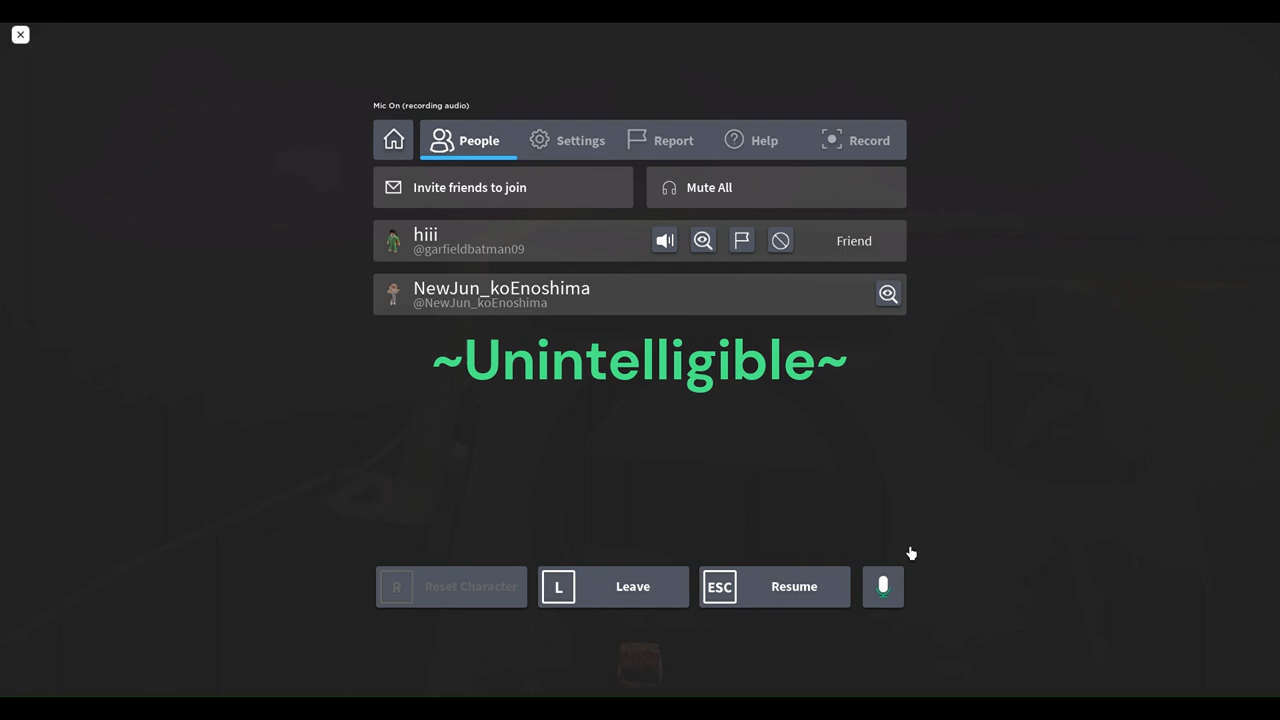 Mic On (recording audio)
People
Settings
Report
Help
Record
Invite friends to join
Mute All
hiii
@garfieldbatman09
Friend
NewJun_koEnoshima
@NewJun_koEnoshima
~Unintelligible~
R Reset Character
L Leave
ESC Resume